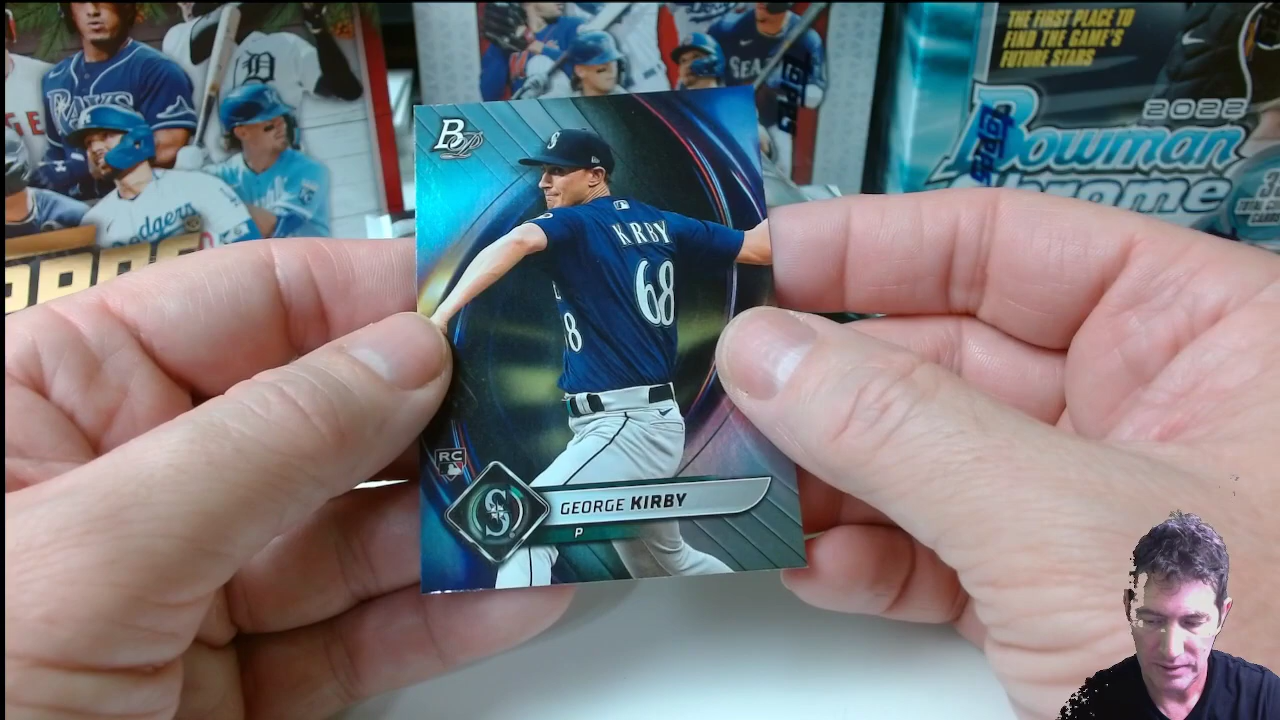 THE FIRST PLACE TO
FIND THE GAME'S
FUTURE STARS
2022
Bowman
Chrome
RAYS
D
Dodgers
SEA
B
KIRBY
68
8
RC
S
GEORGE KIRBY
P